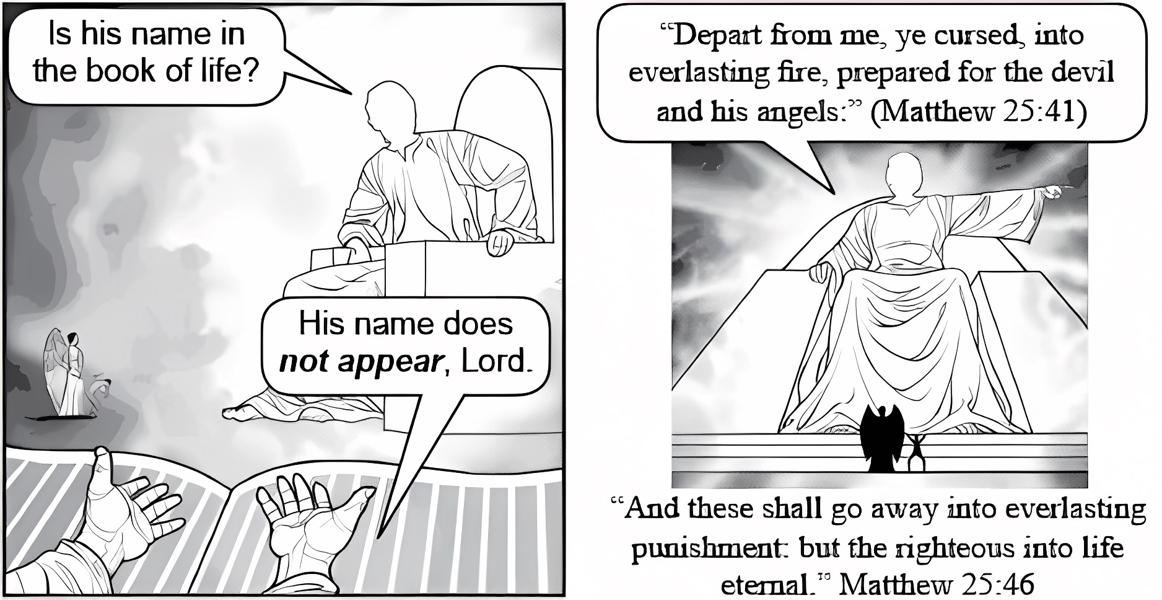 Is his name in
the book of life?
His name does
not appear, Lord.
“Depart from me, ye cursed, into
everlasting fire, prepared for the devil
and his angels:” (Matthew 25:41)
“And these shall go away into everlasting
punishment: but the righteous into life
eternal.” Matthew 25:46